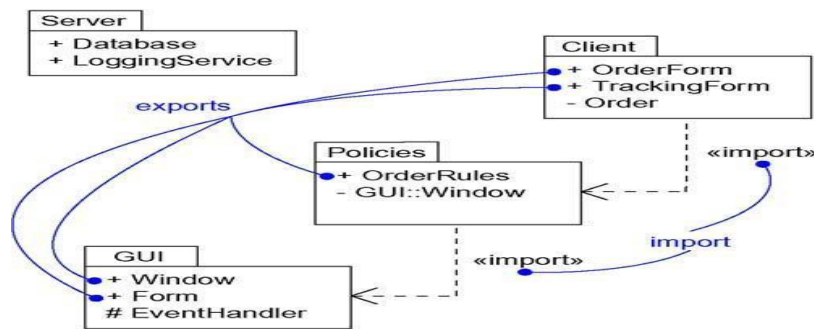 Server
+ Database
+ LoggingService
Client
+ OrderForm
+ TrackingForm
- Order
exports
Policies
+ OrderRules
- GUI::Window
«import»
import
«import»
GUI
+ Window
+ Form
# EventHandler